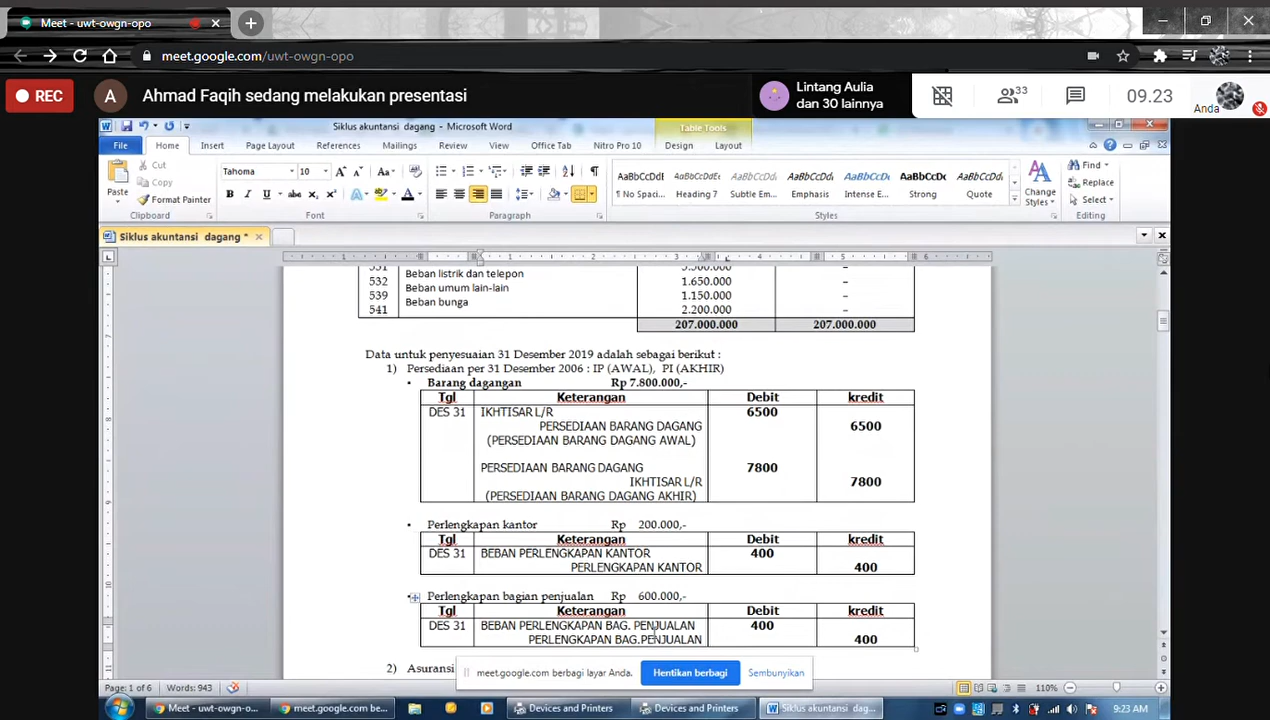 Meet - uwt-owgn-opo
meet.google.com/uwt-owgn-opo
REC
A
Ahmad Faqih sedang melakukan presentasi
Lintang Aulia
dan 30 lainnya
33
09.23
Anda
Siklus akuntansi dagang - Microsoft Word
Table Tools
File Home Insert Page Layout References Mailings Review View Office Tab Nitro Pro 10 Design Layout
Cut
Copy
Format Painter
Paste
Clipboard
Tahoma 10
Font
Paragraph
AaBbCcDc AaBbCcDdE AaBbCcDd AaBbCcDd AaBbCcDd AaBbCcDd AaBbCcDd
¶ No Spaci... Heading 7 Subtle Em... Emphasis Intense E... Strong Quote
Styles
Change
Styles
Find
Replace
Select
Editing
Siklus akuntansi dagang *
531 Beban listrik dan telepon 3.300.000 –
532 Beban umum lain-lain 1.650.000 –
539 Beban bunga 1.150.000 –
541 2.200.000 –
207.000.000 207.000.000
Data untuk penyesuaian 31 Desember 2019 adalah sebagai berikut :
1) Persediaan per 31 Desember 2006 : IP (AWAL), PI (AKHIR)
• Barang dagangan Rp 7.800.000,-
Tgl Keterangan Debit kredit
DES 31 IKHTISAR L/R 6500
PERSEDIAAN BARANG DAGANG 6500
(PERSEDIAAN BARANG DAGANG AWAL)
PERSEDIAAN BARANG DAGANG 7800
IKHTISAR L/R 7800
(PERSEDIAAN BARANG DAGANG AKHIR)
• Perlengkapan kantor Rp 200.000,-
Tgl Keterangan Debit kredit
DES 31 BEBAN PERLENGKAPAN KANTOR 400
PERLENGKAPAN KANTOR 400
• Perlengkapan bagian penjualan Rp 600.000,-
Tgl Keterangan Debit kredit
DES 31 BEBAN PERLENGKAPAN BAG. PENJUALAN 400
PERLENGKAPAN BAG.PENJUALAN 400
2) Asuransi
meet.google.com berbagi layar Anda. Hentikan berbagi Sembunyikan
Page: 1 of 6 Words: 943 110%
Meet - uwt-owgn-o... meet.google.com be... Devices and Printers Devices and Printers Siklus akuntansi dag... 9:23 AM